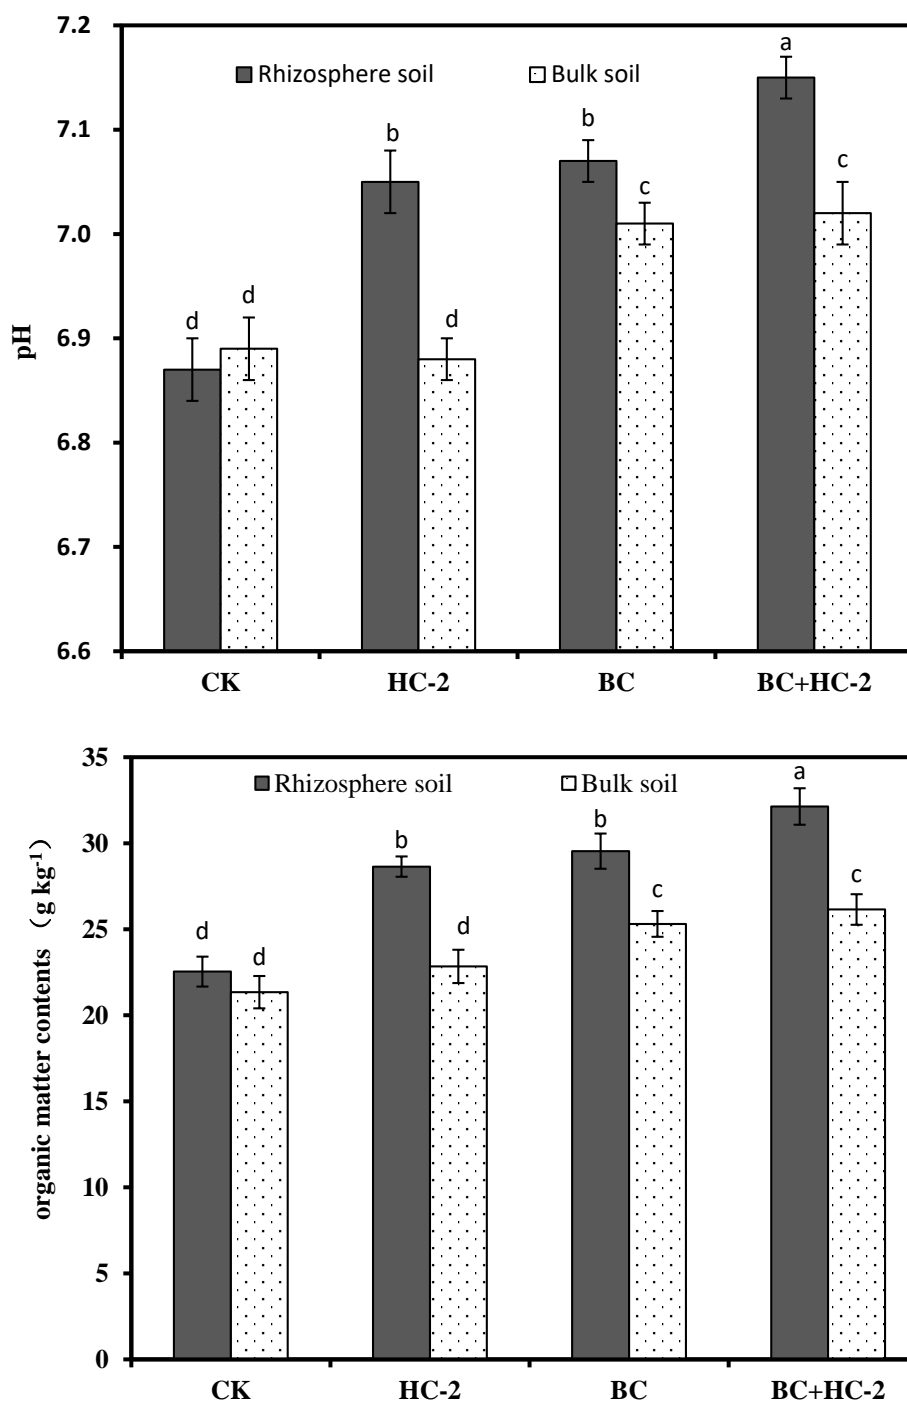 7.2
Rhizosphere soil
Bulk soil
a
7.1
b
b
c
c
7.0
d
d
d
6.9
pH
6.8
6.7
6.6
CK
HC-2
BC
BC+HC-2
35
Rhizosphere soil
Bulk soil
a
30
b
b
c
c
25
d
d
d
20
organic matter contents （g kg⁻¹）
15
10
5
0
CK
HC-2
BC
BC+HC-2